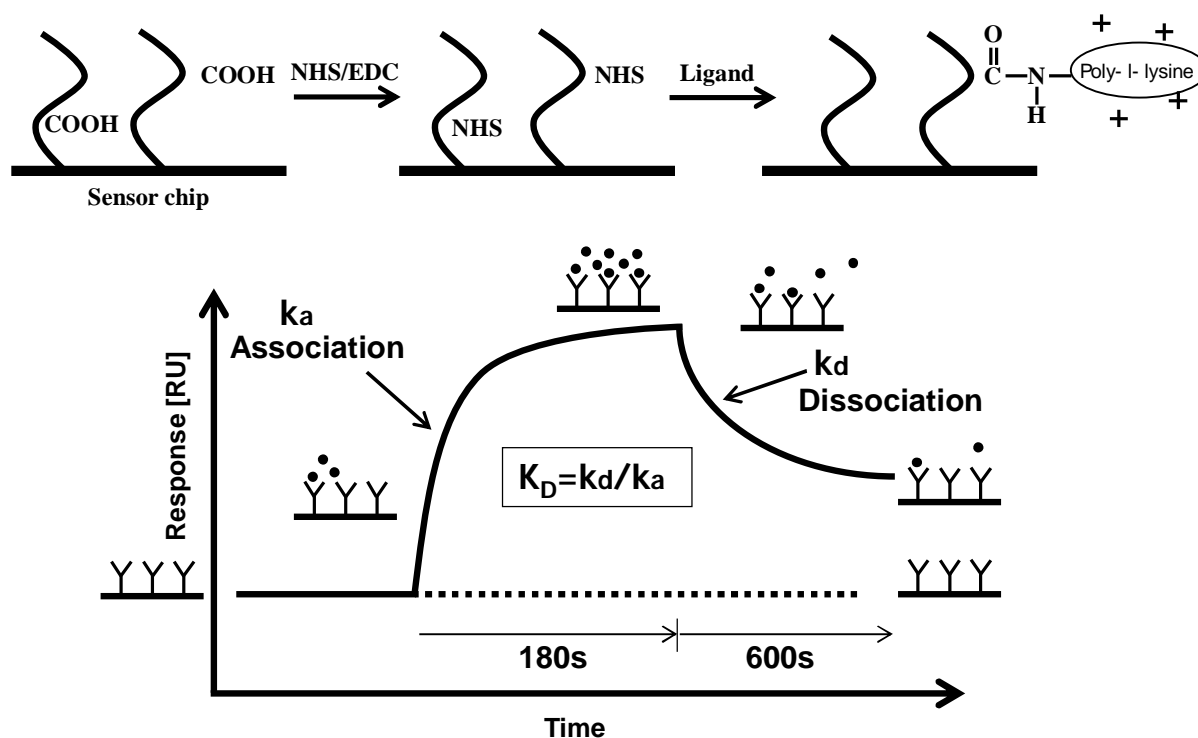 COOH
COOH
NHS/EDC
NHS
NHS
Ligand
O
C
N
H
Poly- l- lysine
+
+
+
+
+
Sensor chip
Response [RU]
ka
Association
kd
Dissociation
KD=kd/ka
180s
600s
Time